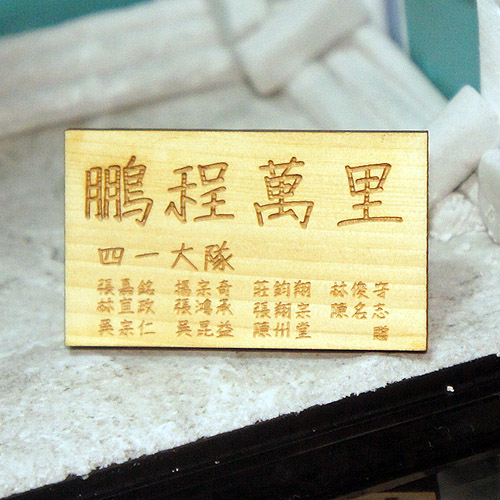 鵬程萬里
四一大隊
張嘉銘 楊宗奇 莊鈞翔 林俊安
林宜政 張鴻承 張翔宗 陳名志
吳宗仁 吳昆益 陳州堂 贈